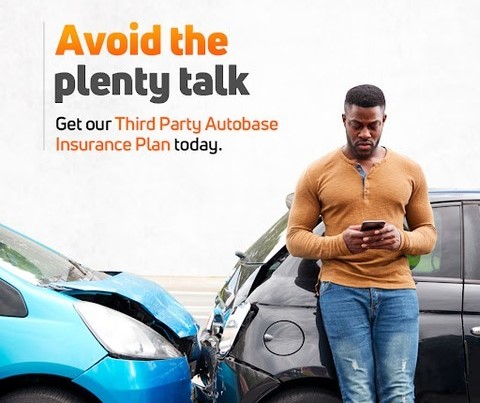 Avoid the
plenty talk
Get our Third Party Autobase
Insurance Plan today.